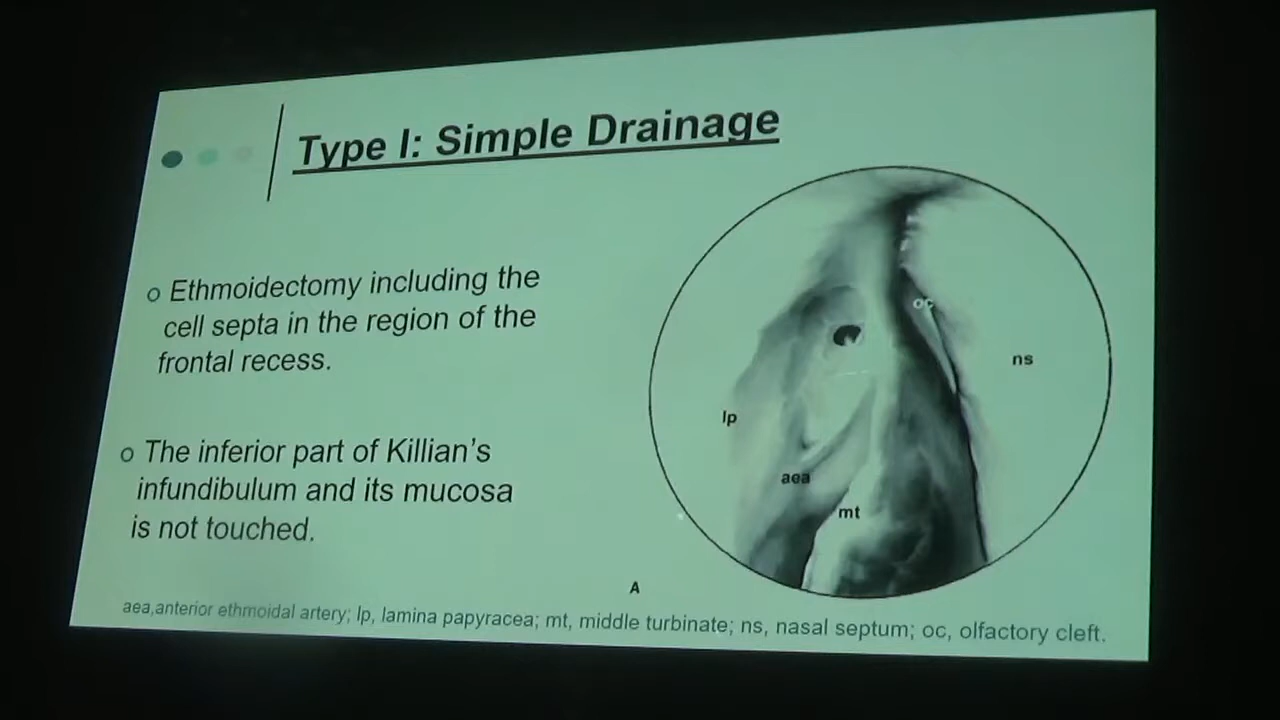 Type I: Simple Drainage
o Ethmoidectomy including the
cell septa in the region of the
frontal recess.
o The inferior part of Killian's
infundibulum and its mucosa
is not touched.
oc
ns
lp
aea
mt
A
aea,anterior ethmoidal artery; lp, lamina papyracea; mt, middle turbinate; ns, nasal septum; oc, olfactory cleft.